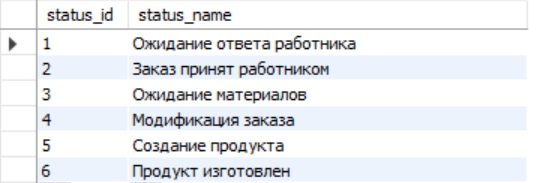 status_id status_name
1 Ожидание ответа работника
2 Заказ принят работником
3 Ожидание материалов
4 Модификация заказа
5 Создание продукта
6 Продукт изготовлен